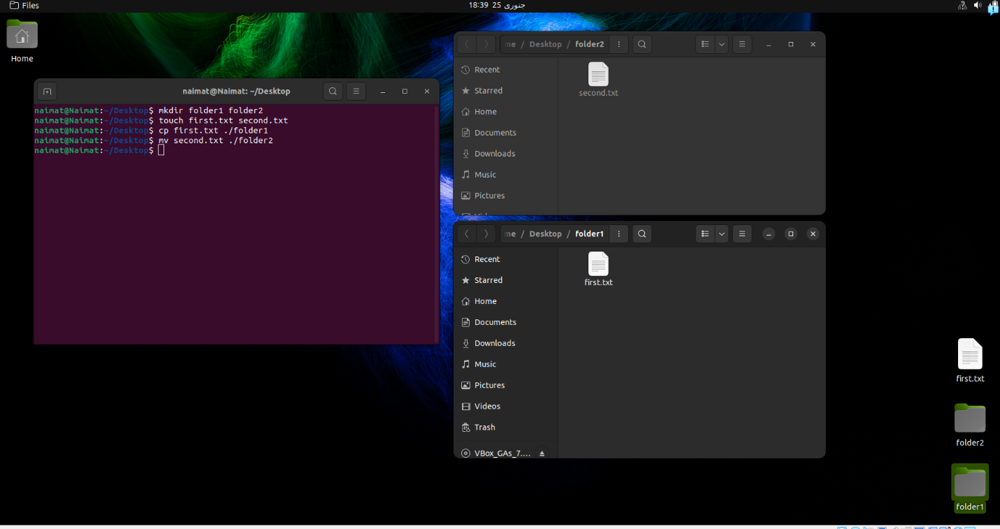 Files
جنوری 25 18:39
Home
naimat@Naimat: ~/Desktop
naimat@Naimat:~/Desktop$ mkdir folder1 folder2
naimat@Naimat:~/Desktop$ touch first.txt second.txt
naimat@Naimat:~/Desktop$ cp first.txt ./folder1
naimat@Naimat:~/Desktop$ mv second.txt ./folder2
naimat@Naimat:~/Desktop$
me / Desktop / folder2
Recent
Starred
Home
Documents
Downloads
Music
Pictures
second.txt
me / Desktop / folder1
Recent
Starred
Home
Documents
Downloads
Music
Pictures
Videos
Trash
VBox_GAs_7....
first.txt
first.txt
folder2
folder1